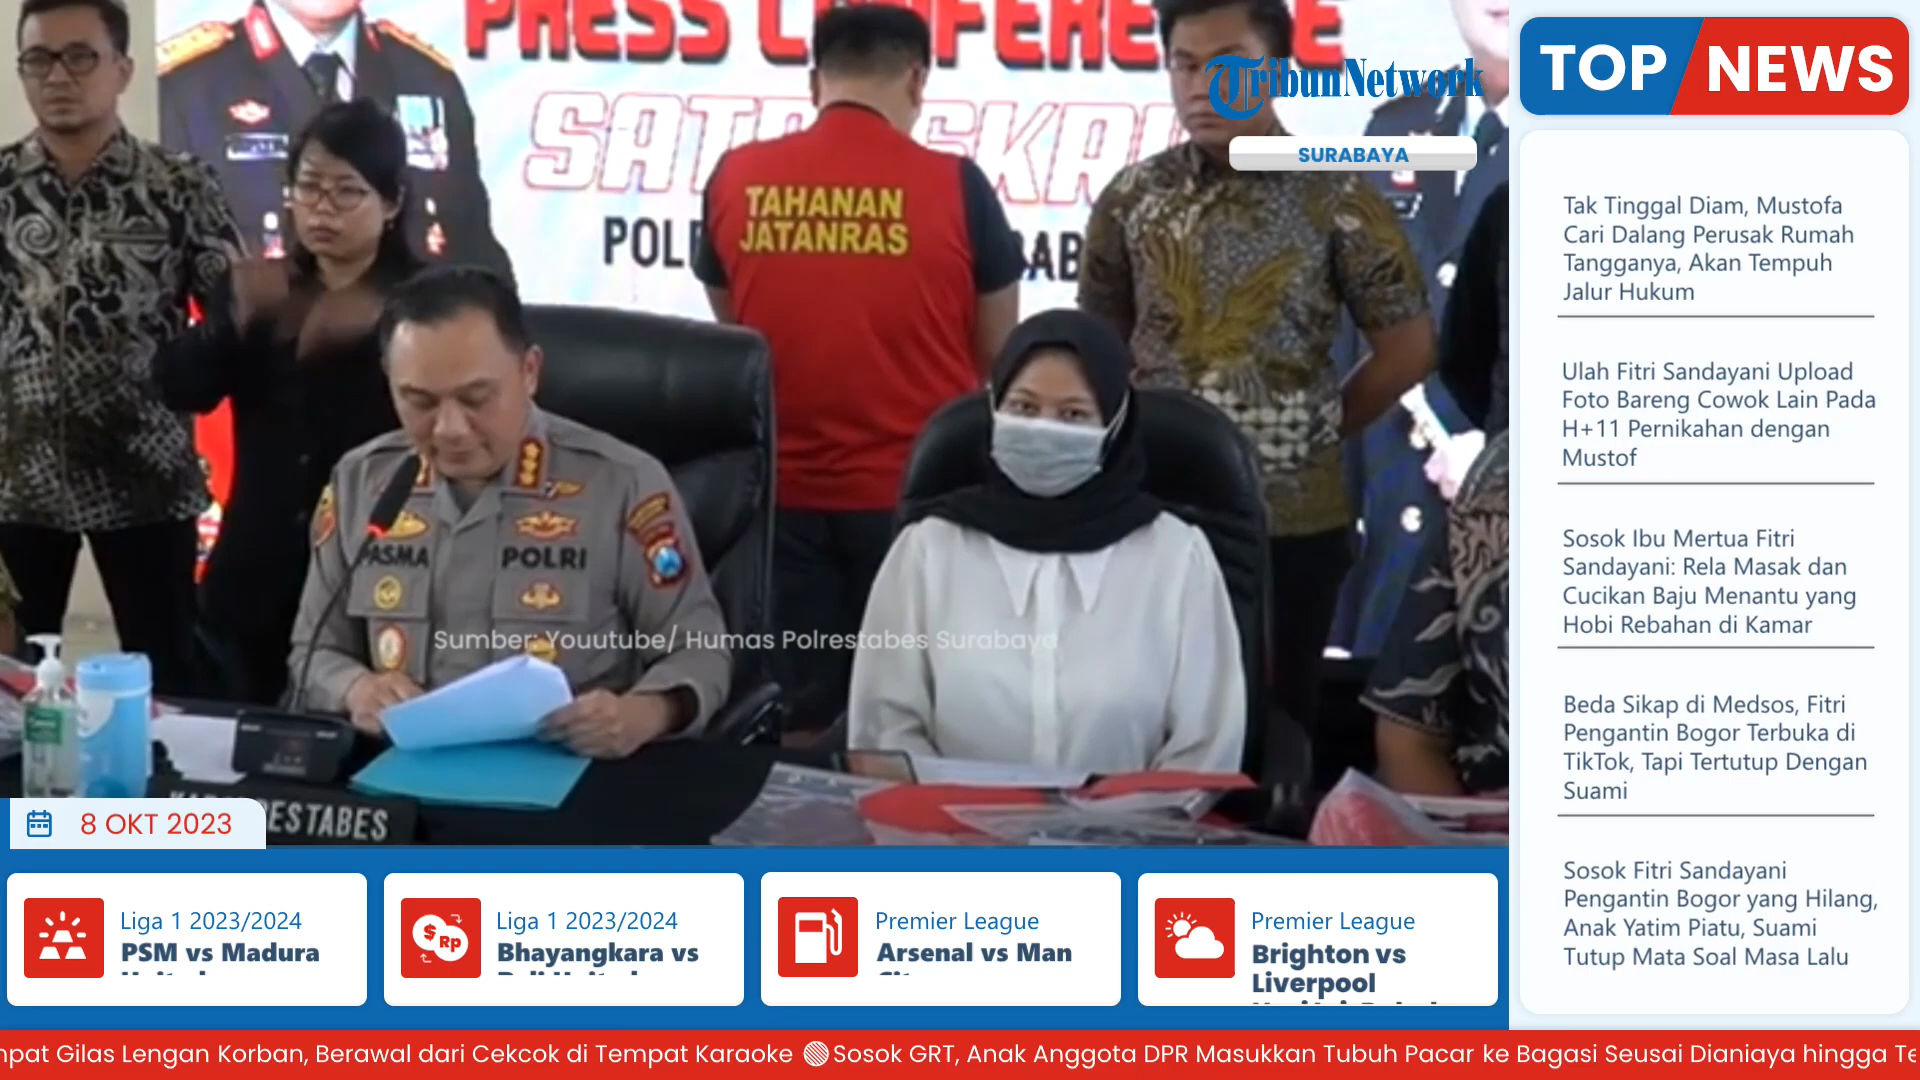 PRESS CONFERENCE
TribunNetwork
SURABAYA
TAHANAN
JATANRAS
PASMA
POLRI
Sumber: Youutube/ Humas Polrestabes Surabaya
8 OKT 2023
TOP NEWS
Tak Tinggal Diam, Mustofa
Cari Dalang Perusak Rumah
Tangganya, Akan Tempuh
Jalur Hukum
Ulah Fitri Sandayani Upload
Foto Bareng Cowok Lain Pada
H+11 Pernikahan dengan
Mustof
Sosok Ibu Mertua Fitri
Sandayani: Rela Masak dan
Cucikan Baju Menantu yang
Hobi Rebahan di Kamar
Beda Sikap di Medsos, Fitri
Pengantin Bogor Terbuka di
TikTok, Tapi Tertutup Dengan
Suami
Sosok Fitri Sandayani
Pengantin Bogor yang Hilang,
Anak Yatim Piatu, Suami
Tutup Mata Soal Masa Lalu
Liga 1 2023/2024
PSM vs Madura
$ Rp
Liga 1 2023/2024
Bhayangkara vs
Premier League
Arsenal vs Man
Premier League
Brighton vs
Liverpool
Gilas Lengan Korban, Berawal dari Cekcok di Tempat Karaoke Sosok GRT, Anak Anggota DPR Masukkan Tubuh Pacar ke Bagasi Seusai Dianiaya hingga